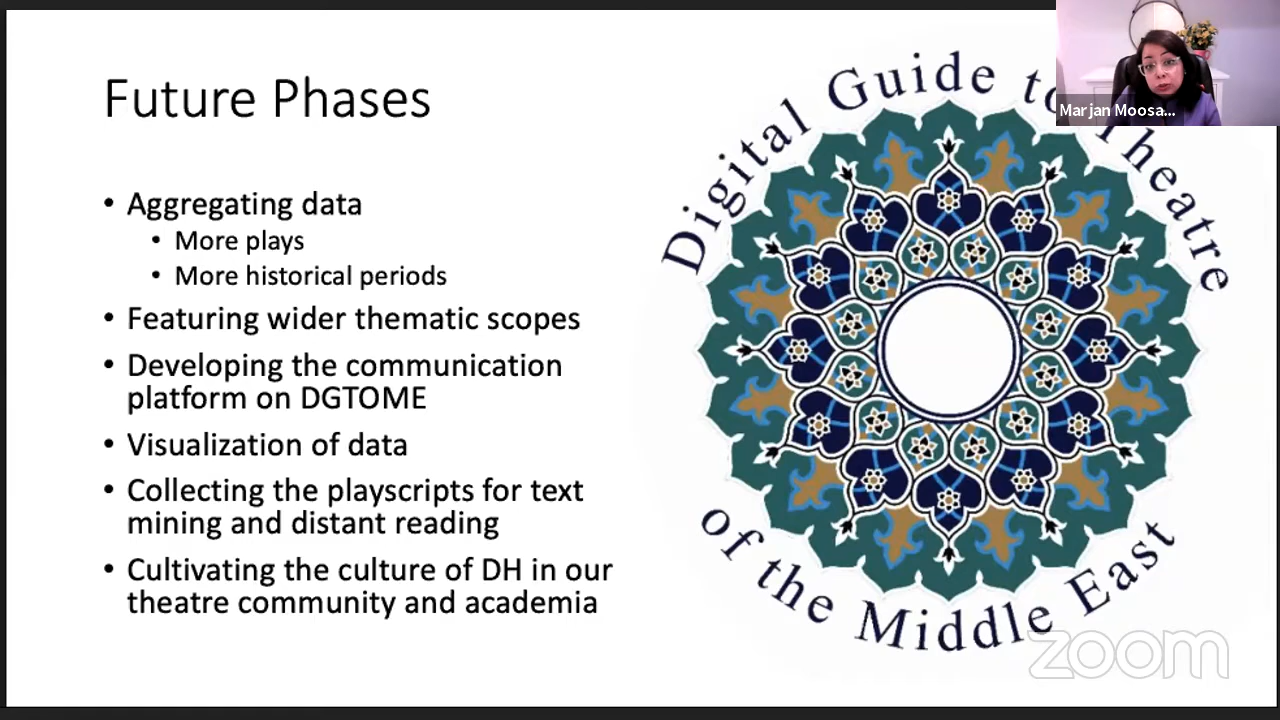 Future Phases
• Aggregating data
• More plays
• More historical periods
• Featuring wider thematic scopes
• Developing the communication
platform on DGTOME
• Visualization of data
• Collecting the playscripts for text
mining and distant reading
• Cultivating the culture of DH in our
theatre community and academia
Digital Guide to Theatre
of the Middle East
Marjan Moosa...
zoom